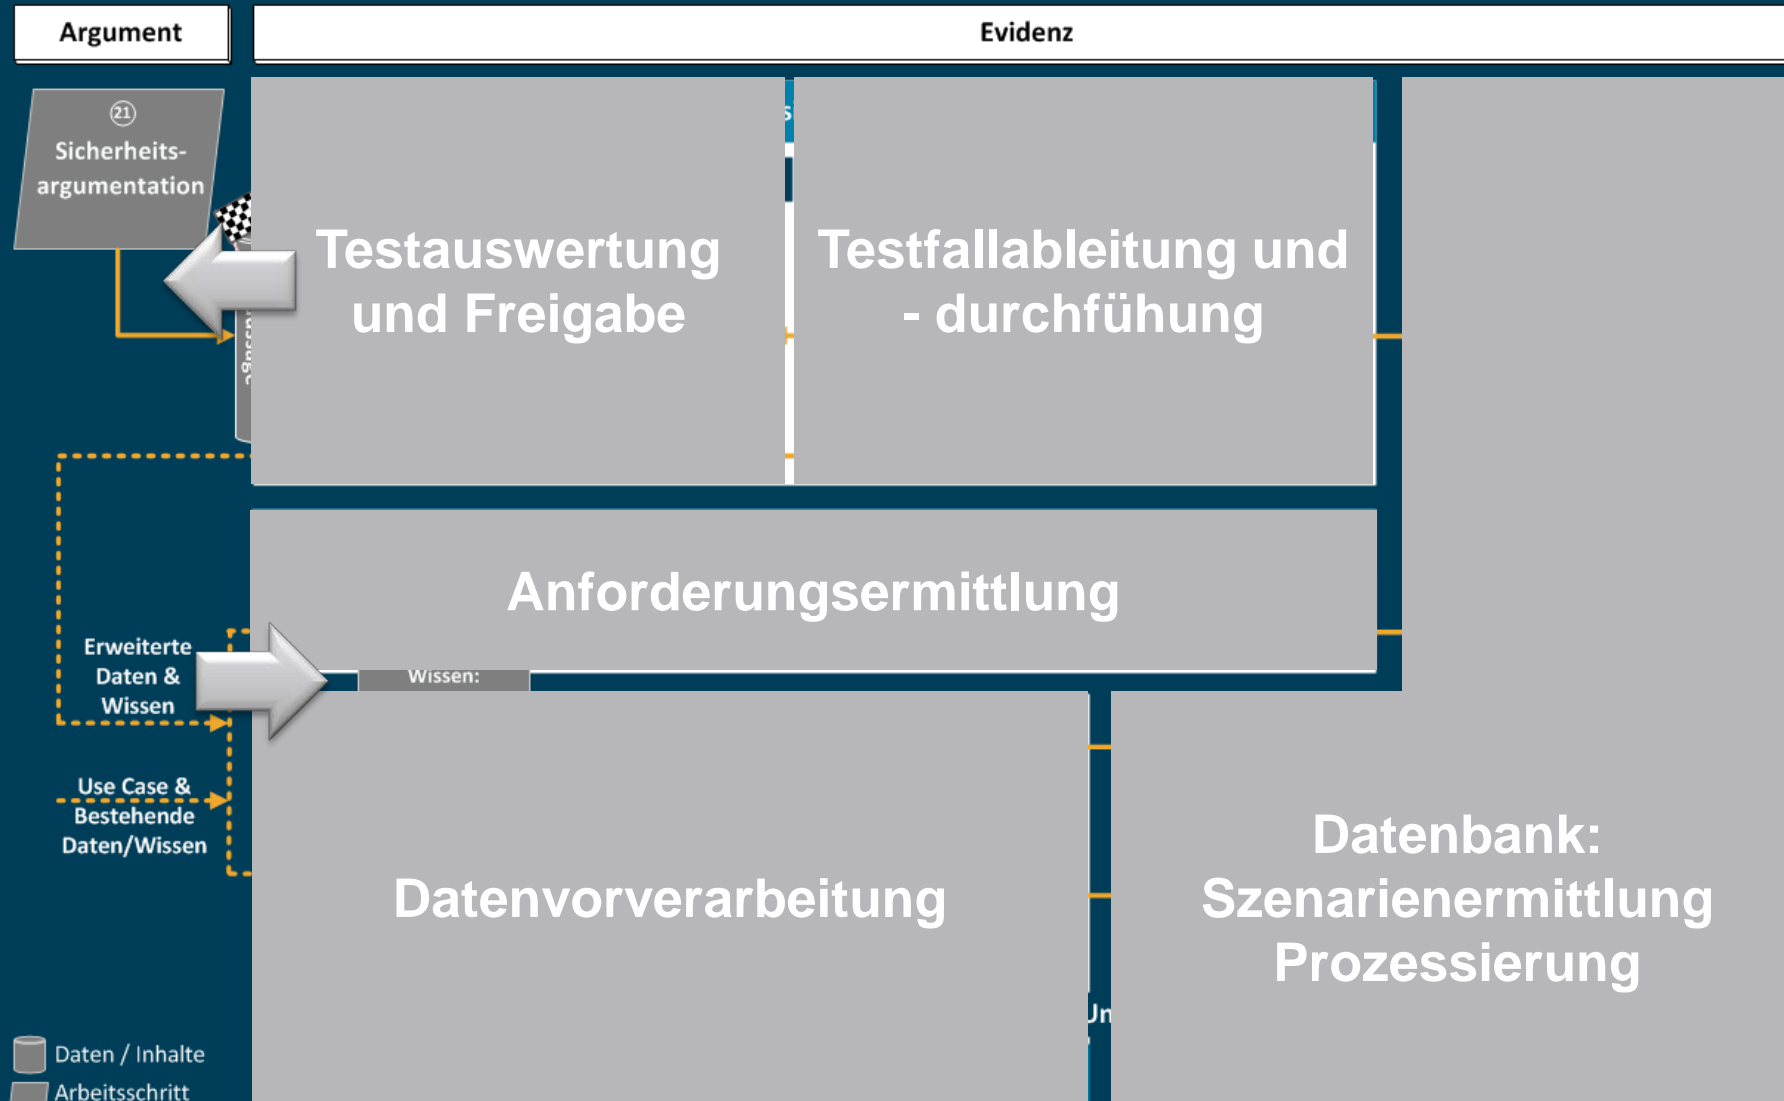 Argument
Evidenz
21
Sicherheits-
argumentation
Testauswertung
und Freigabe
Testfallableitung und
- durchfühung
Anforderungsermittlung
Erweiterte
Daten &
Wissen
Wissen:
Use Case &
Bestehende
Daten/Wissen
Datenvorverarbeitung
Datenbank:
Szenarienermittlung
Prozessierung
Daten / Inhalte
Arbeitsschritt